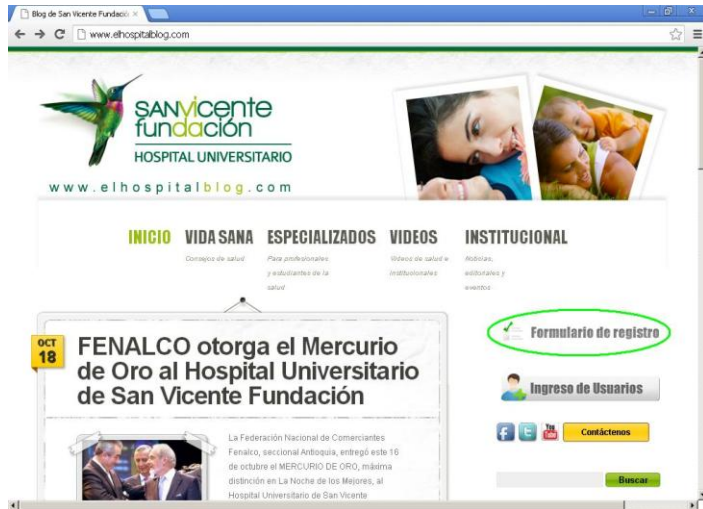 Blog de San Vicente Fundació
www.elhospitalblog.com
sanvicente
fundación
HOSPITAL UNIVERSITARIO
www.elhospitalblog.com
INICIO VIDA SANA ESPECIALIZADOS VIDEOS INSTITUCIONAL
Consejos de salud Para profesionales Videos de salud e Noticias,
y estudiantes de la institucionales editoriales y
salud eventos
Formulario de registro
OCT
18
FENALCO otorga el Mercurio
de Oro al Hospital Universitario
de San Vicente Fundación
Ingreso de Usuarios
Contáctenos
You
Tube
La Federación Nacional de Comerciantes
Fenalco, seccional Antioquia, entregó este 16
de octubre el MERCURIO DE ORO, máxima
distinción en La Noche de los Mejores, al
Hospital Universitario de San Vicente
Buscar